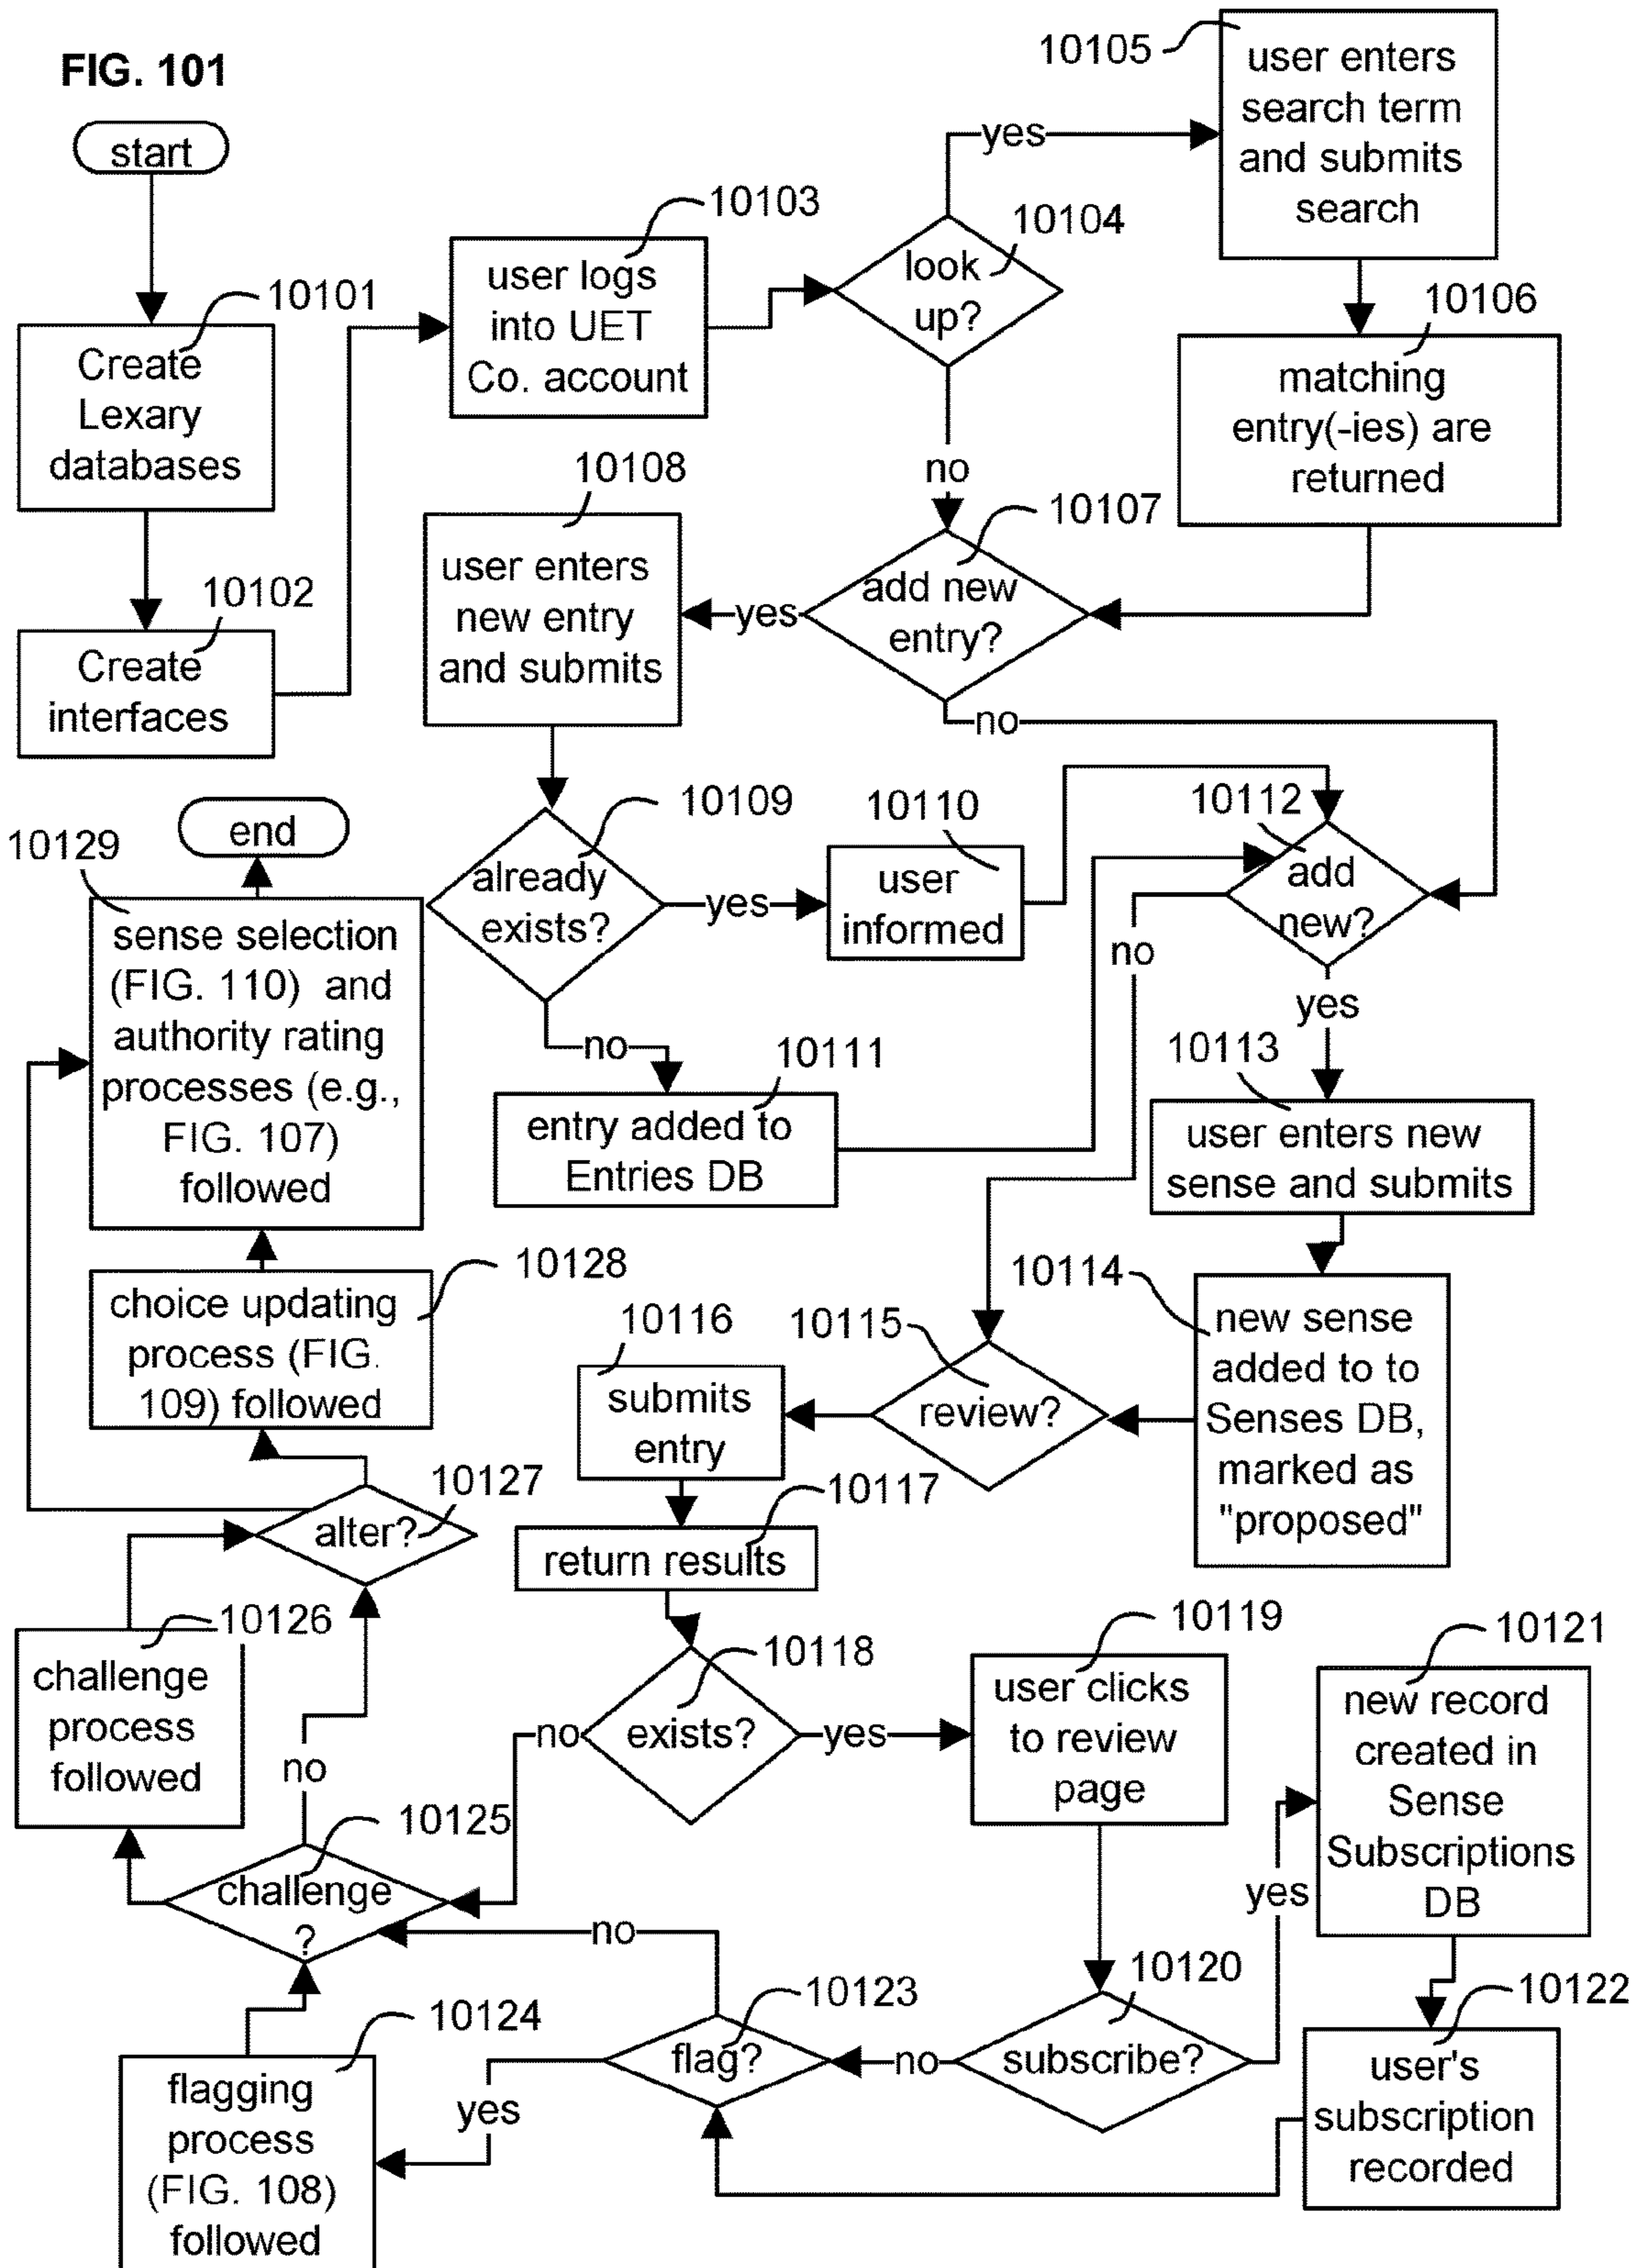 FIG. 101
start
10101
Create
Lexary
databases
10102
Create
interfaces
10103
user logs
into UET
Co. account
10104
look
up?
yes
no
10105
user enters
search term
and submits
search
10106
matching
entry(-ies) are
returned
10107
add new
entry?
yes
no
10108
user enters
new entry
and submits
10109
already
exists?
yes
no
10110
user
informed
10111
entry added to
Entries DB
10112
add
new?
no
yes
10113
user enters new
sense and submits
10114
new sense
added to to
Senses DB,
marked as
"proposed"
10115
review?
10116
submits
entry
10117
return results
10118
exists?
no
yes
10119
user clicks
to review
page
10120
subscribe?
yes
no
10121
new record
created in
Sense
Subscriptions
DB
10122
user's
subscription
recorded
10123
flag?
no
yes
10124
flagging
process
(FIG. 108)
followed
10125
challenge
?
no
10126
challenge
process
followed
10127
alter?
10128
choice updating
process (FIG.
109) followed
10129
sense selection
(FIG. 110) and
authority rating
processes (e.g.,
FIG. 107)
followed
end